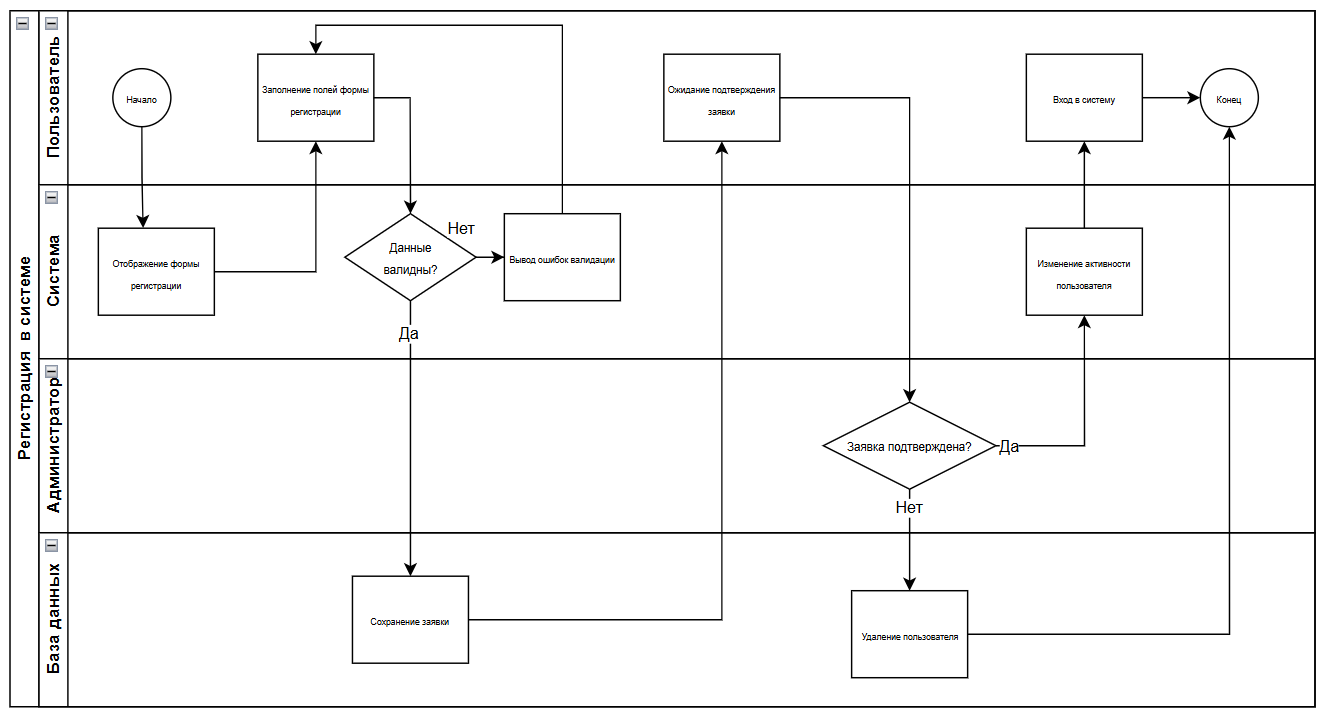 Регистрация в системе
Пользователь
Начало
Заполнение полей формы
регистрации
Ожидание подтверждения
заявки
Вход в систему
Конец
Система
Отображение формы
регистрации
Данные
валидны?
Нет
Вывод ошибок валидации
Да
Изменение активности
пользователя
Администратор
Заявка подтверждена?
Да
Нет
База данных
Сохранение заявки
Удаление пользователя